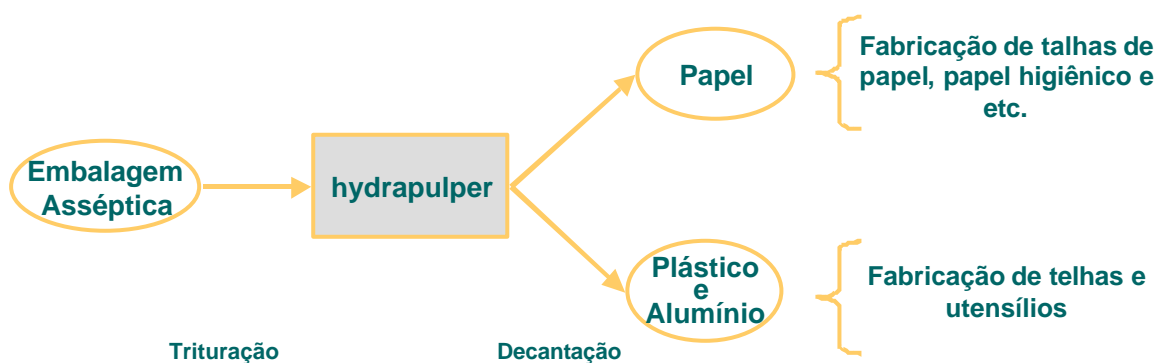 Embalagem
Asséptica
hydrapulper
Papel
Fabricação de talhas de
papel, papel higiênico e
etc.
Plástico
e
Alumínio
Fabricação de telhas e
utensílios
Trituração
Decantação